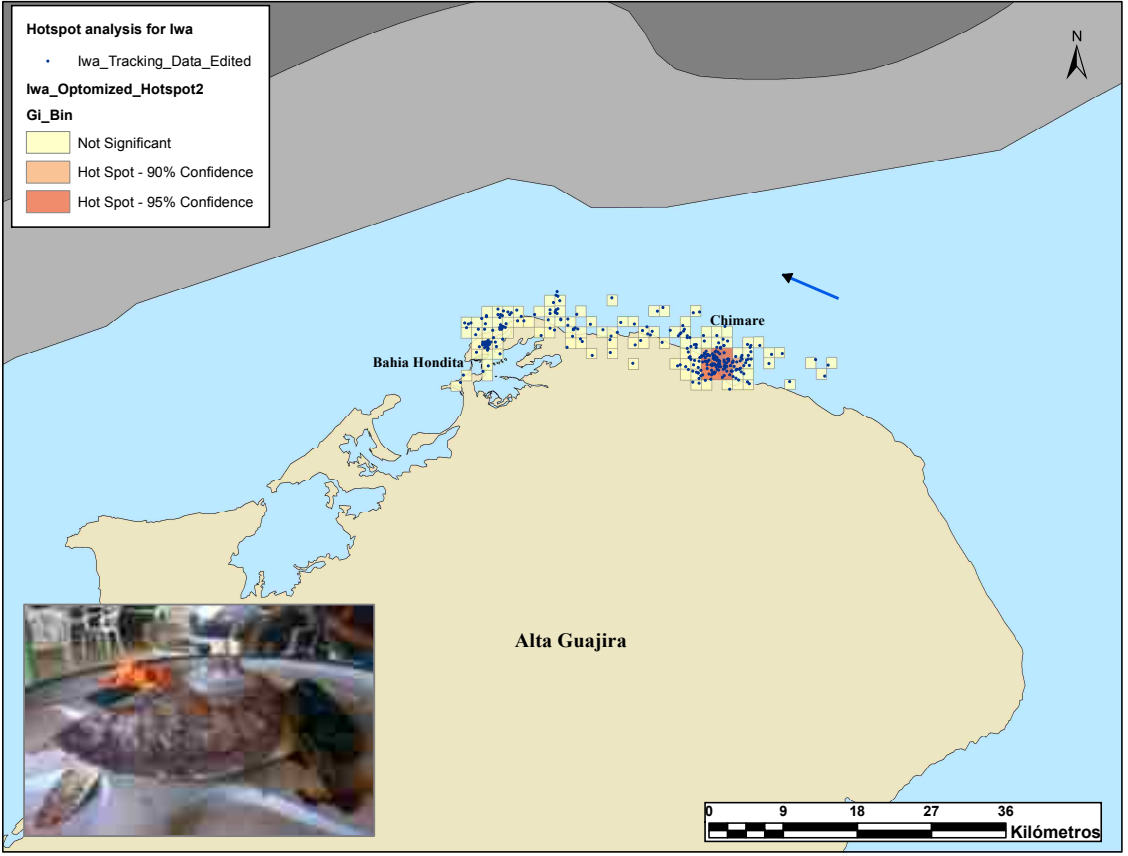 Hotspot analysis for Iwa
Iwa_Tracking_Data_Edited
Iwa_Optomized_Hotspot2
Gi_Bin
Not Significant
Hot Spot - 90% Confidence
Hot Spot - 95% Confidence
N
Chimare
Bahia Hondita
Alta Guajira
0 9 18 27 36
Kilómetros